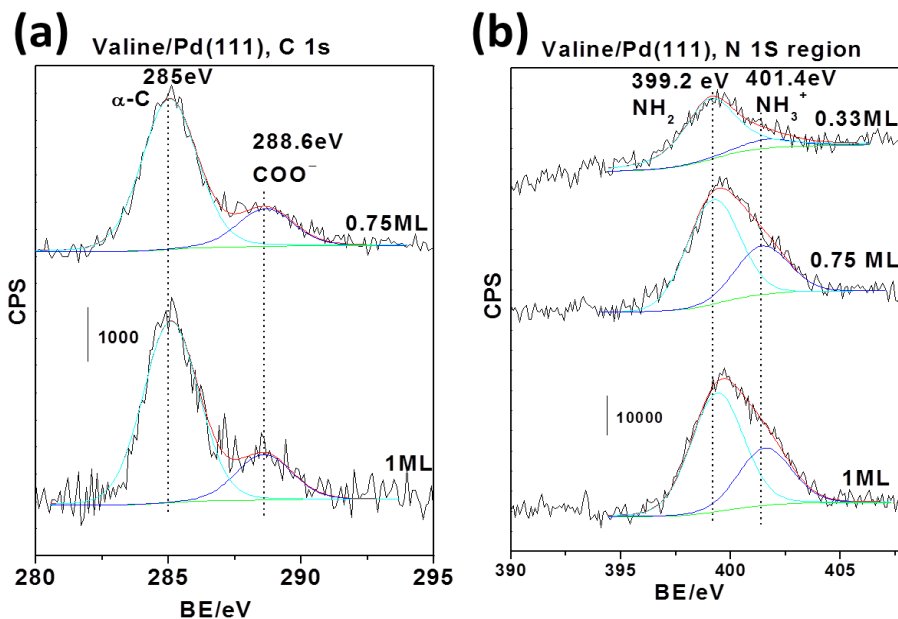 (a)
Valine/Pd(111), C 1s
285eV
α-C
288.6eV
COO⁻
0.75ML
1000
1ML
CPS
280 285 290 295
BE/eV
(b)
Valine/Pd(111), N 1S region
399.2 eV 401.4eV
NH₂ NH₃⁺
0.33ML
0.75 ML
10000
1ML
CPS
390 395 400 405
BE/eV